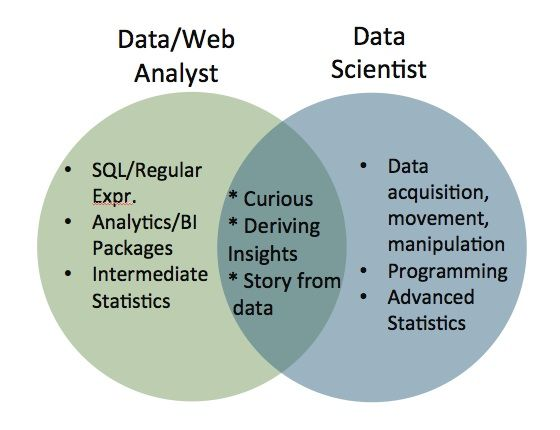 Data/Web
Analyst
Data
Scientist
• SQL/Regular
Expr.
• Analytics/BI
Packages
• Intermediate
Statistics
* Curious
* Deriving
Insights
* Story from
data
• Data
acquisition,
movement,
manipulation
• Programming
• Advanced
Statistics